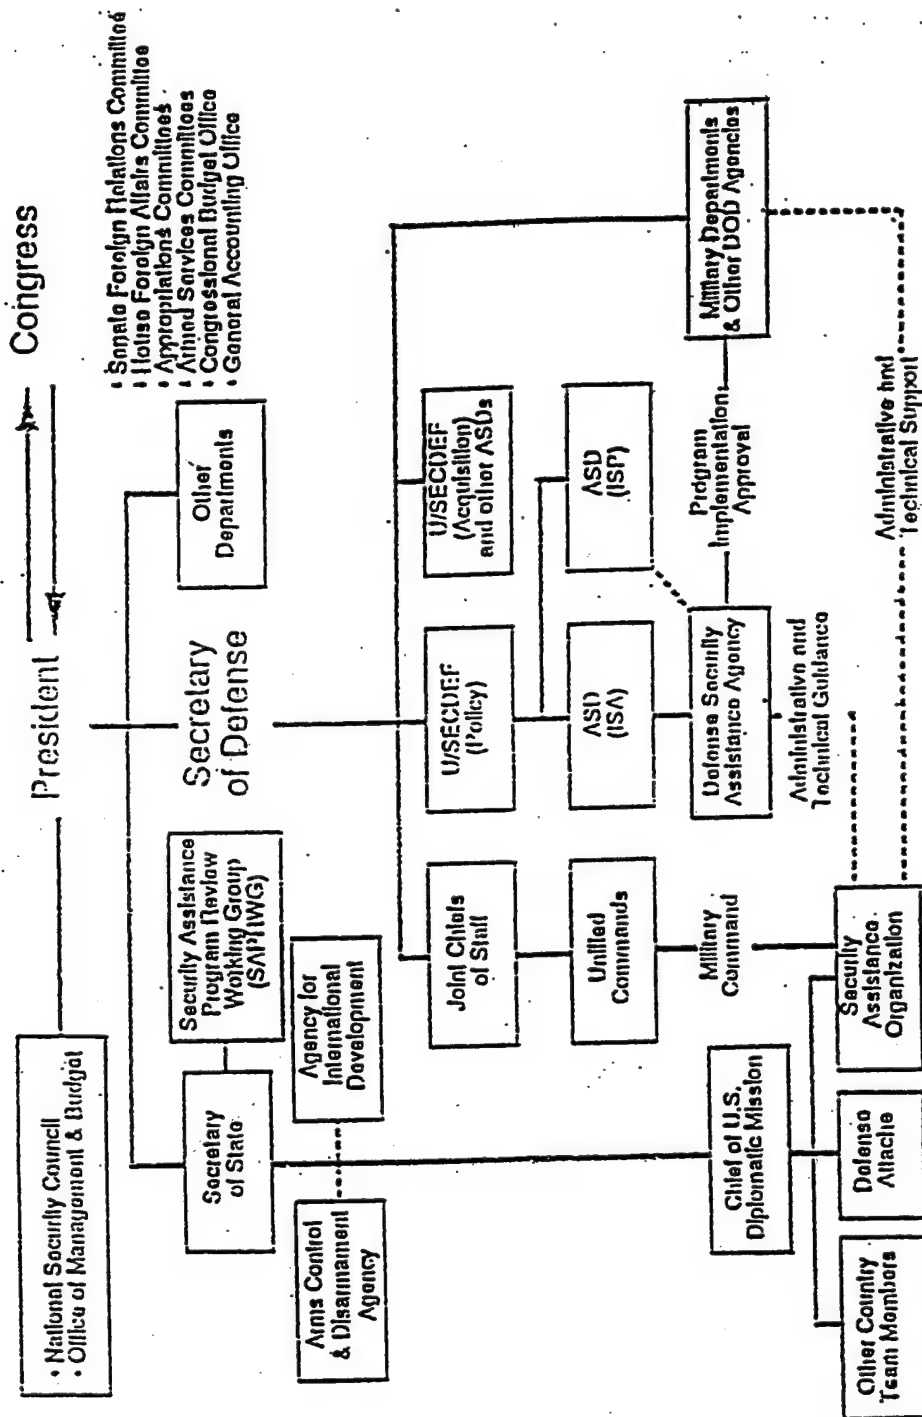 President
Congress
• National Security Council
• Office of Management & Budget
• Senate Foreign Relations Committee
• House Foreign Affairs Committee
• Appropriations Committees
• Armed Services Committees
• Congressional Budget Office
• General Accounting Office
Secretary
of State
Security Assistance
Program Review
Working Group
(SAPRWG)
Secretary
of Defense
Other
Departments
Arms Control
& Disarmament
Agency
Agency for
International
Development
Joint Chiefs
of Staff
U/SECDEF
(Policy)
U/SECDEF
(Acquisition)
and other ASDs
Unified
Commands
ASD
(ISA)
ASD
(ISP)
Chief of U.S.
Diplomatic Mission
Military
Command
Defense Security
Assistance Agency
Program
Implementation
Approval
Military Departments
& Other DOD Agencies
Administrative and
Technical Guidance
Other Country
Team Members
Defense
Attache
Security
Assistance
Organization
Administrative and
Technical Support